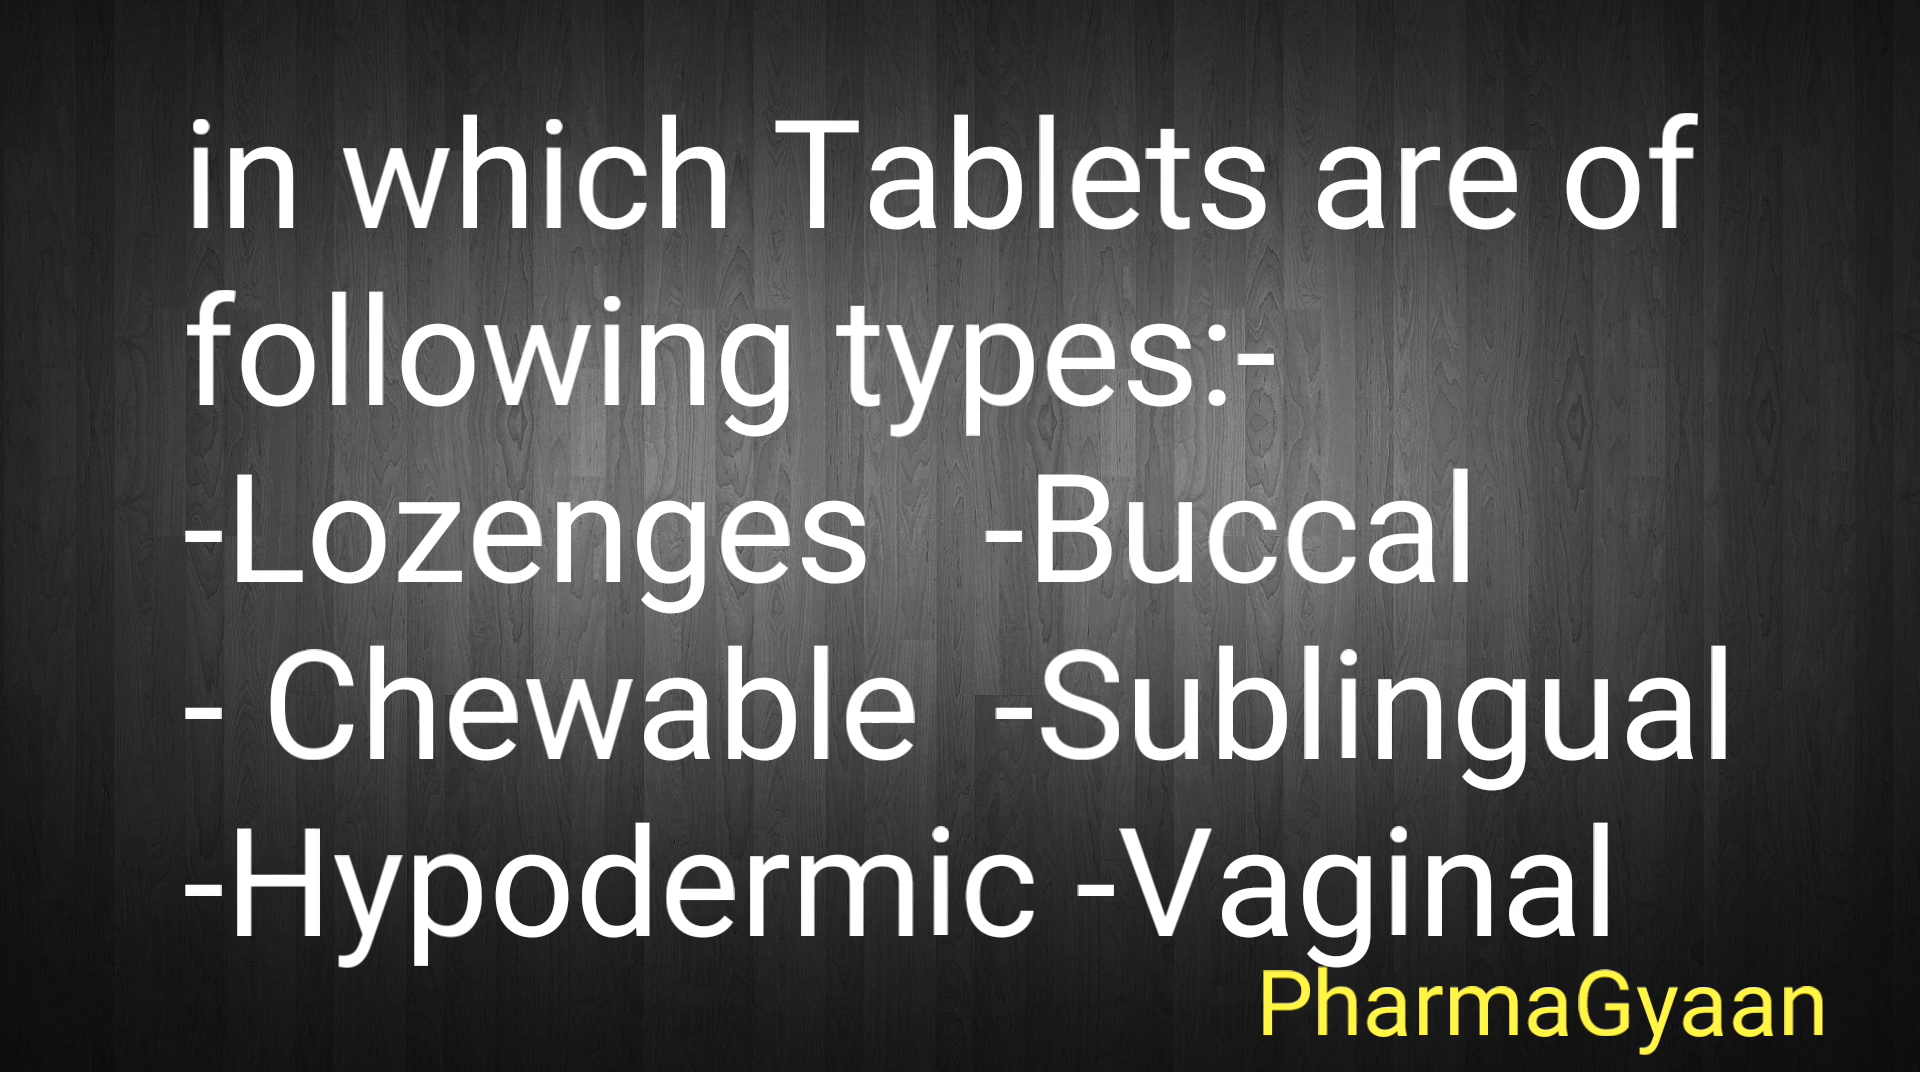 in which Tablets are of
following types:-
-Lozenges   -Buccal
- Chewable  -Sublingual
-Hypodermic -Vaginal
PharmaGyaan